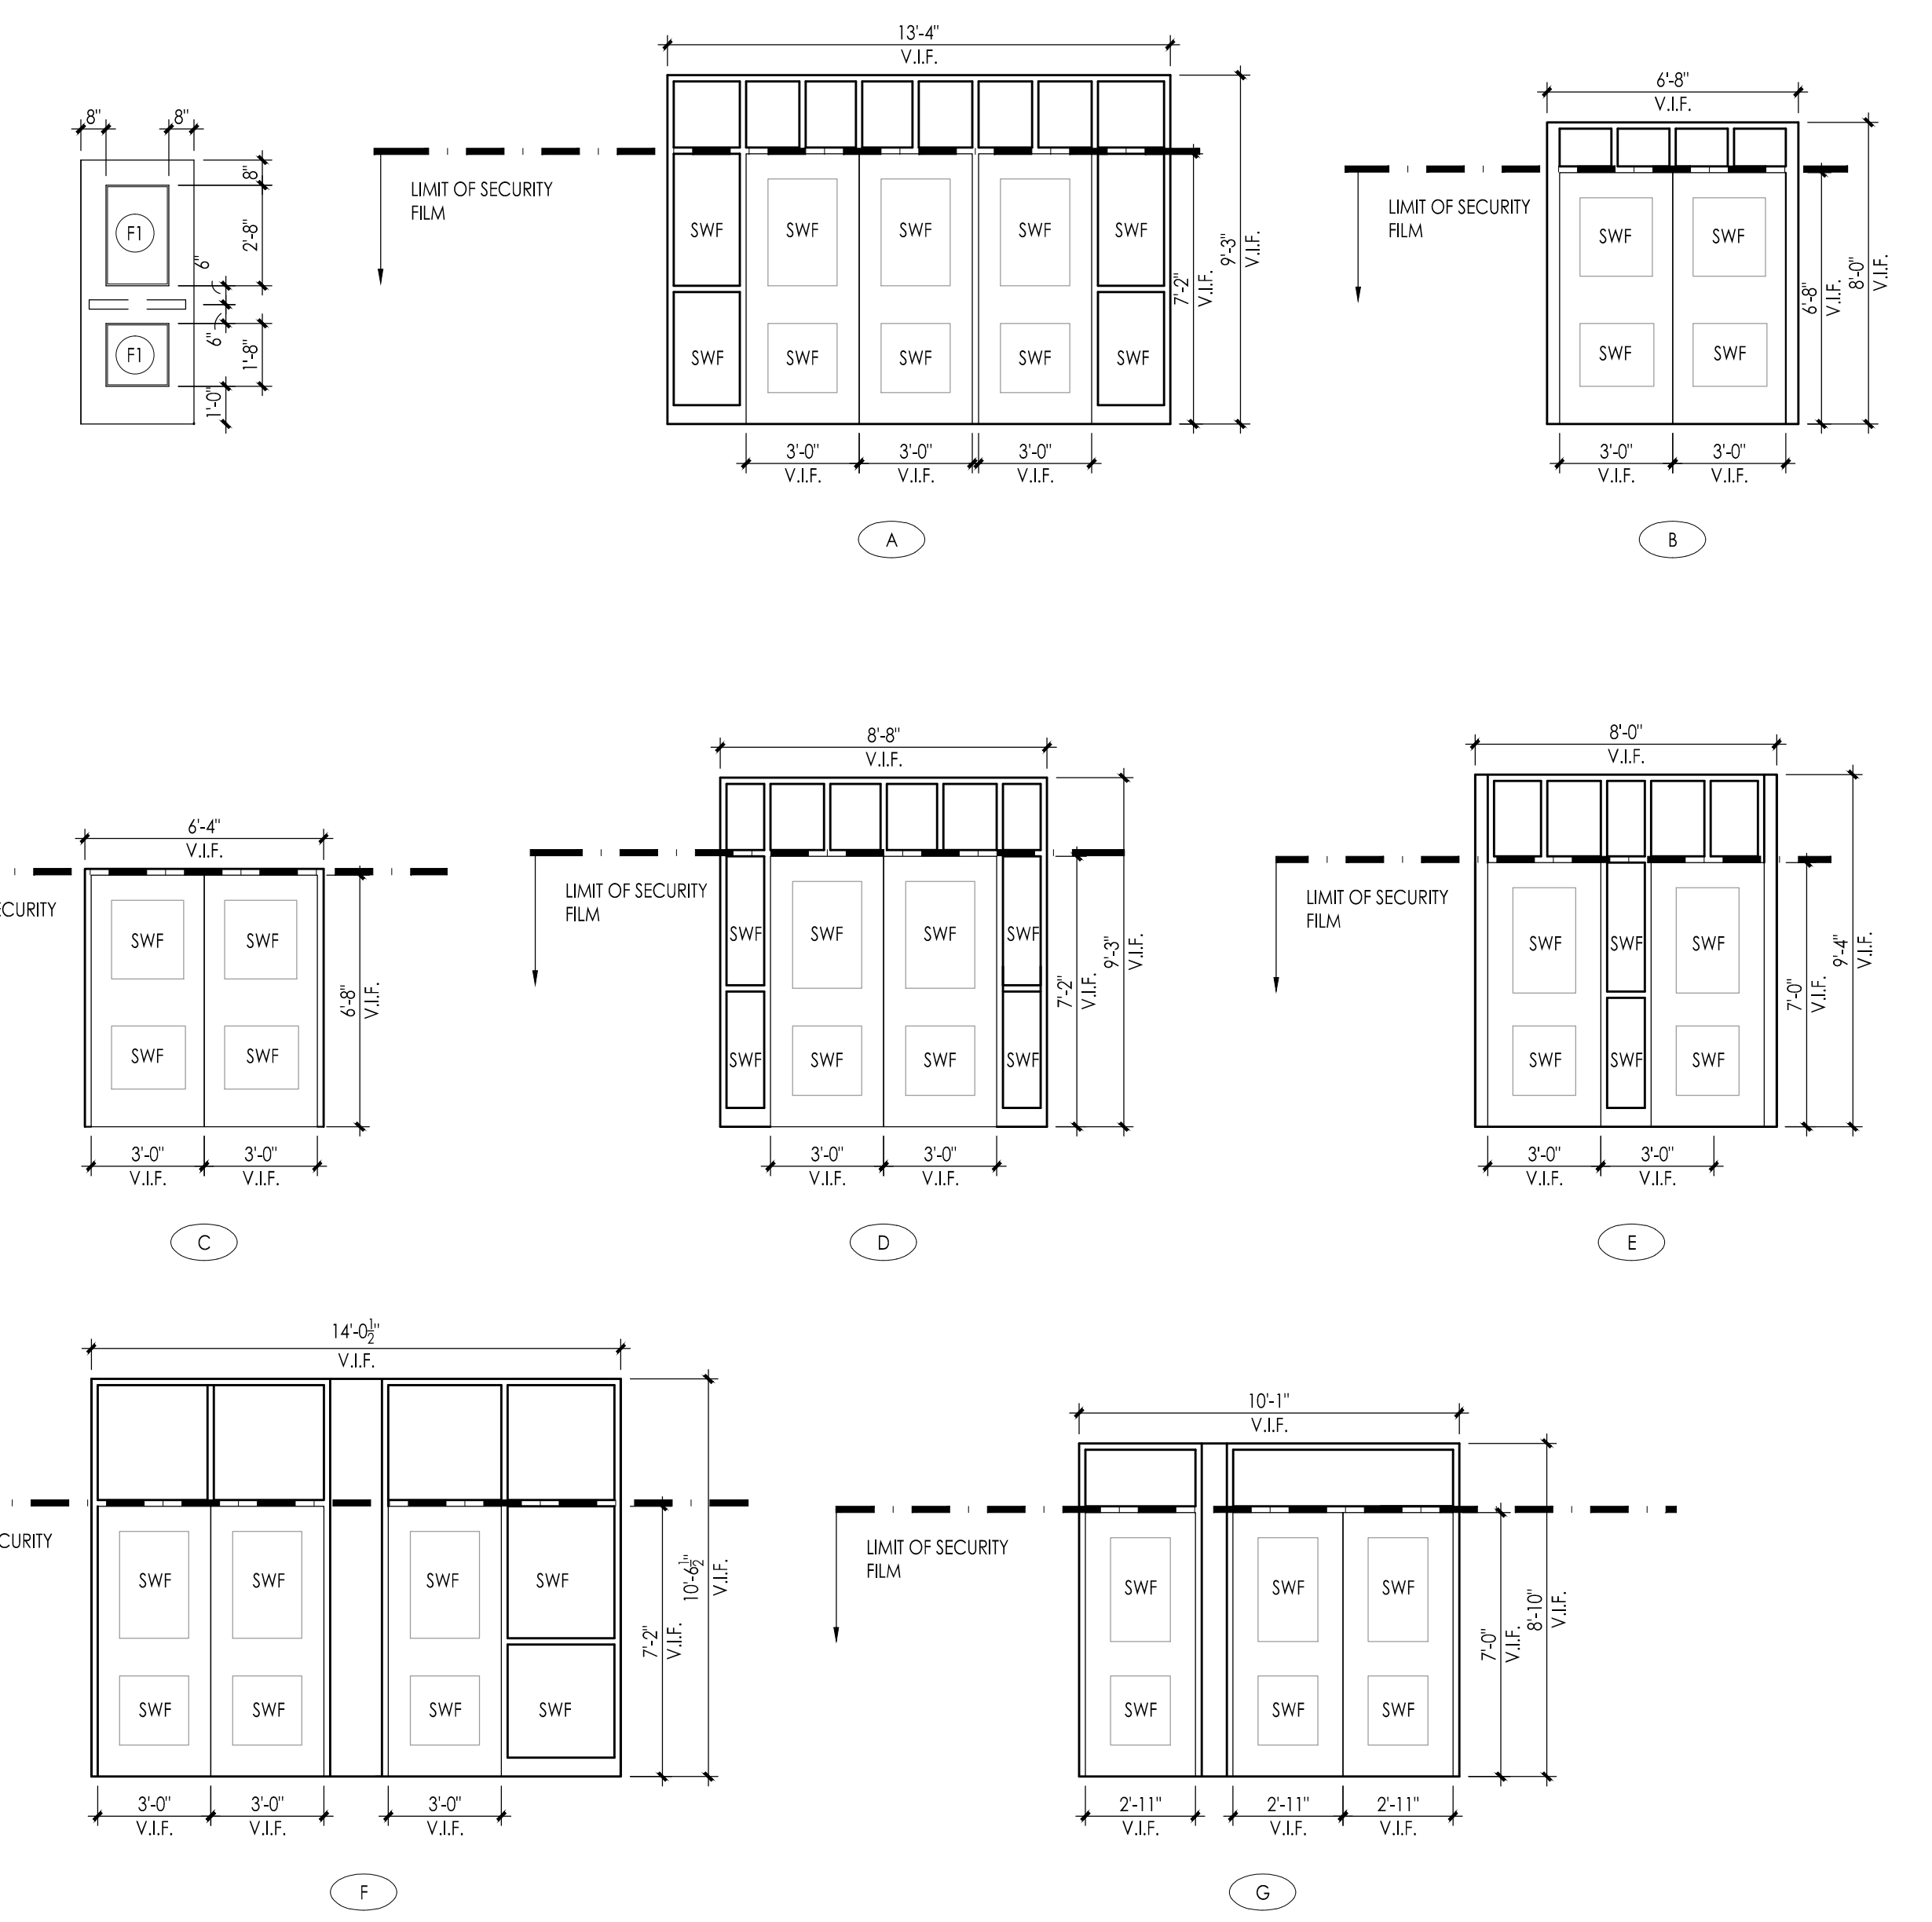 8"
8"
8"
F1
2'-8"
6"
6"
F1
1'-8"
1'-0"
13'-4"
V.I.F.
LIMIT OF SECURITY
FILM
SWF
SWF
SWF
SWF
SWF
SWF
SWF
SWF
SWF
SWF
7'-2"
V.I.F.
9'-3"
V.I.F.
3'-0"
V.I.F.
3'-0"
V.I.F.
3'-0"
V.I.F.
A
6'-8"
V.I.F.
LIMIT OF SECURITY
FILM
SWF
SWF
SWF
SWF
6'-8"
V.I.F.
8'-0"
V.I.F.
3'-0"
V.I.F.
3'-0"
V.I.F.
B
6'-4"
V.I.F.
ECURITY
SWF
SWF
SWF
SWF
6'-8"
V.I.F.
3'-0"
V.I.F.
3'-0"
V.I.F.
C
8'-8"
V.I.F.
LIMIT OF SECURITY
FILM
SWF
SWF
SWF
SWF
SWF
SWF
SWF
SWF
7'-2"
V.I.F.
9'-3"
V.I.F.
3'-0"
V.I.F.
3'-0"
V.I.F.
D
8'-0"
V.I.F.
LIMIT OF SECURITY
FILM
SWF
SWF
SWF
SWF
SWF
SWF
7'-0"
V.I.F.
9'-4"
V.I.F.
3'-0"
V.I.F.
3'-0"
V.I.F.
E
14'-0½"
V.I.F.
CURITY
SWF
SWF
SWF
SWF
SWF
SWF
SWF
SWF
7'-2"
V.I.F.
10'-6½"
V.I.F.
3'-0"
V.I.F.
3'-0"
V.I.F.
3'-0"
V.I.F.
F
10'-1"
V.I.F.
LIMIT OF SECURITY
FILM
SWF
SWF
SWF
SWF
SWF
SWF
7'-0"
V.I.F.
8'-10"
V.I.F.
2'-11"
V.I.F.
2'-11"
V.I.F.
2'-11"
V.I.F.
G